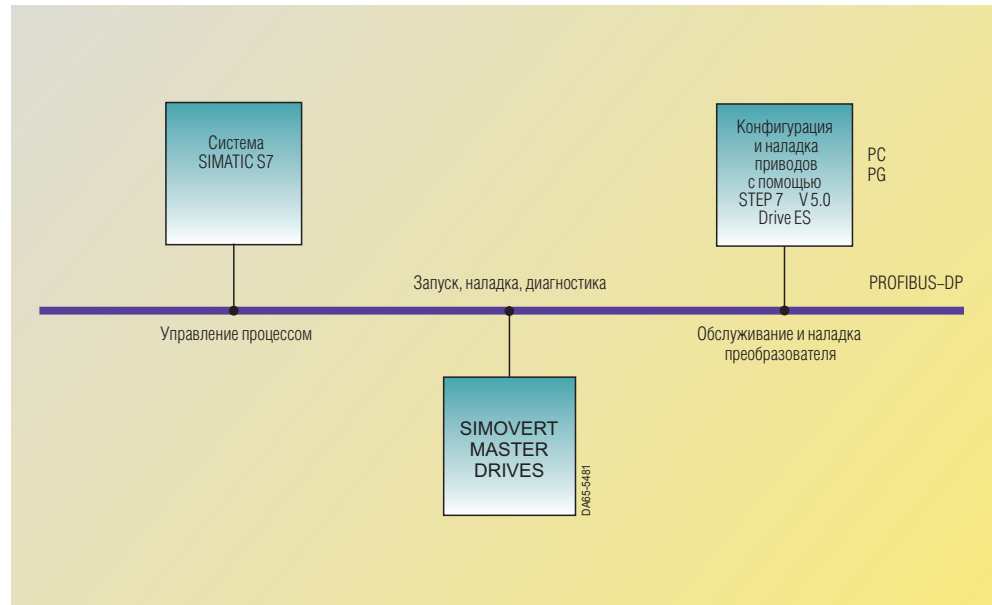 Система
SIMATIC S7
Конфигурация
и наладка
приводов
с помощью
STEP 7 V 5.0
Drive ES
PC
PG
Запуск, наладка, диагностика
PROFIBUS–DP
Управление процессом
Обслуживание и наладка
преобразователя
SIMOVERT
MASTER
DRIVES
DA65-5481